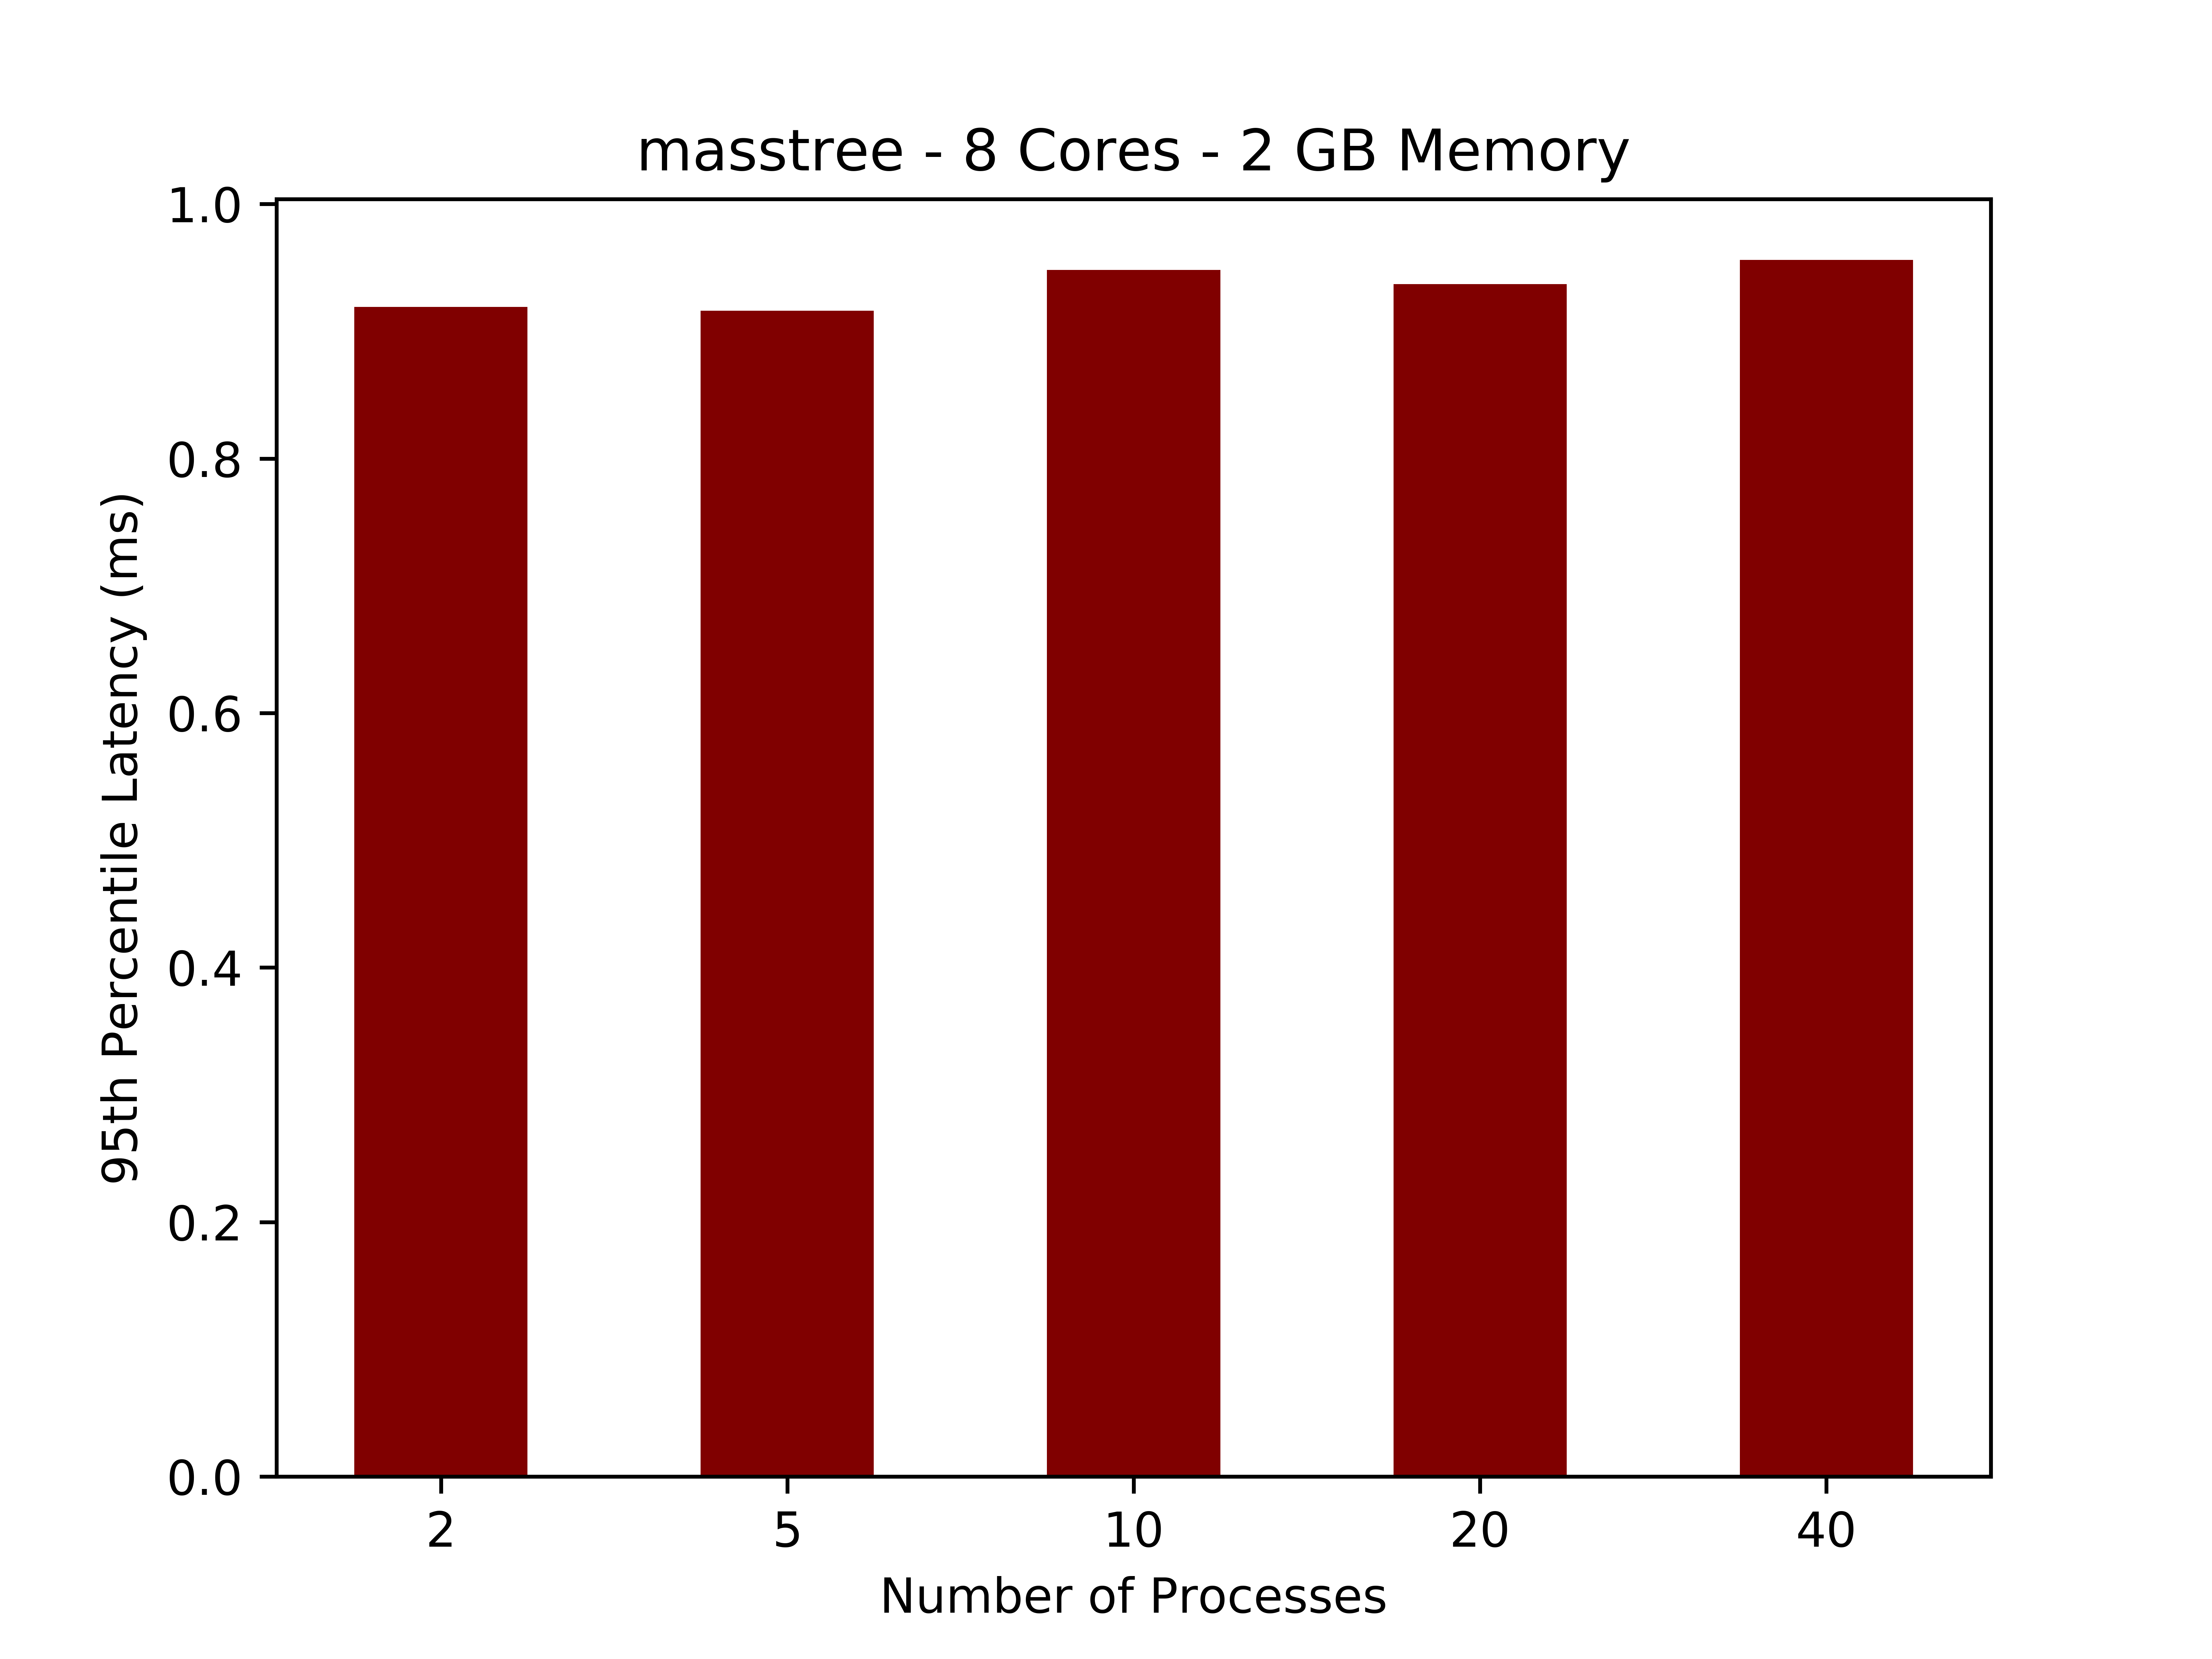 masstree - 8 Cores - 2 GB Memory
1.0
0.8
0.6
0.4
0.2
0.0
95th Percentile Latency (ms)
2 5 10 20 40
Number of Processes